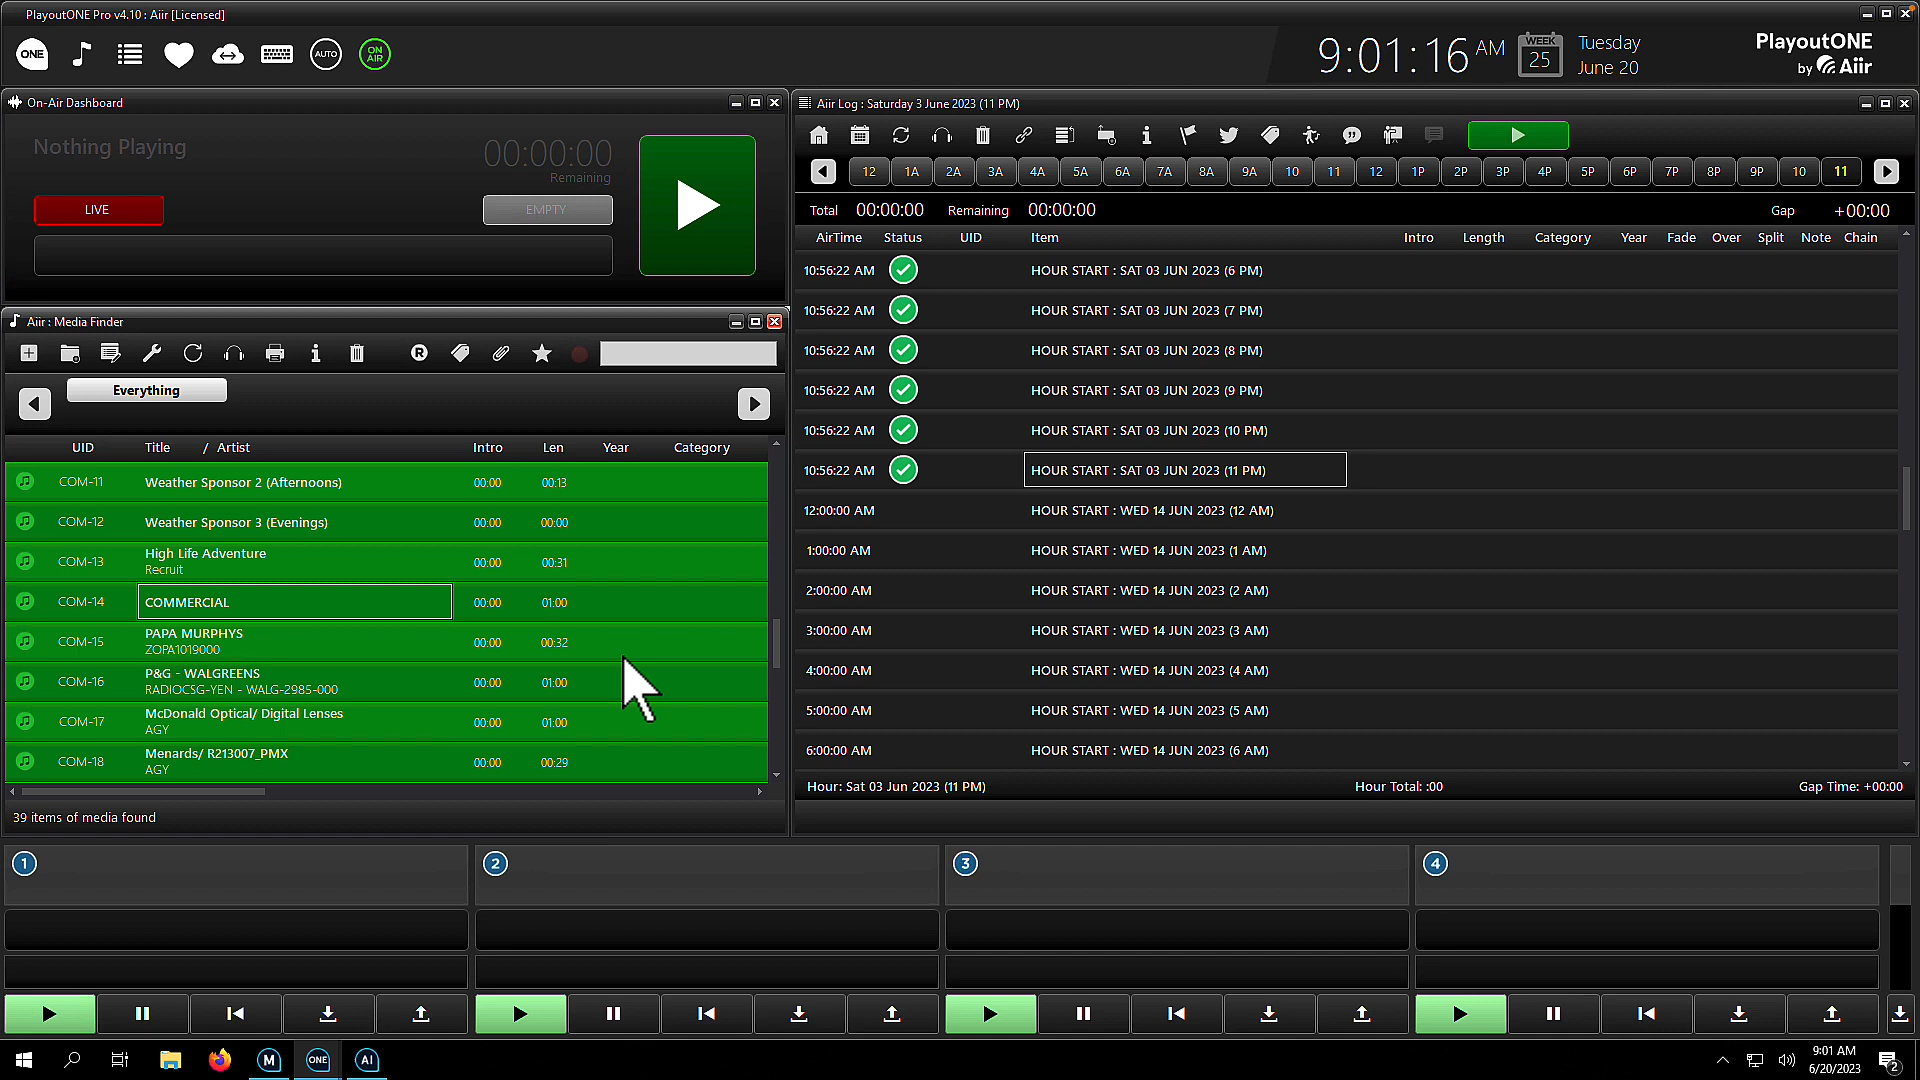 PlayoutONE Pro v4.10 : Aiir [Licensed]
ONE
AUTO
ON AIR
9:01:16 AM
WEEK 25
Tuesday
June 20
PlayoutONE
by Aiir
On-Air Dashboard
Nothing Playing
00:00:00
Remaining
LIVE
EMPTY
Aiir : Media Finder
R
Everything
UID Title / Artist Intro Len Year Category
COM-11 Weather Sponsor 2 (Afternoons) 00:00 00:13
COM-12 Weather Sponsor 3 (Evenings) 00:00 00:00
COM-13 High Life Adventure 00:00 00:31
Recruit
COM-14 COMMERCIAL 00:00 01:00
COM-15 PAPA MURPHYS 00:00 00:32
ZOPA1019000
COM-16 P&G - WALGREENS 00:00 01:00
RADIOCSG-YEN - WALG-2985-000
COM-17 McDonald Optical/ Digital Lenses 00:00 01:00
AGY
COM-18 Menards/ R213007_PMX 00:00 00:29
AGY
39 items of media found
Aiir Log : Saturday 3 June 2023 (11 PM)
12 1A 2A 3A 4A 5A 6A 7A 8A 9A 10 11 12 1P 2P 3P 4P 5P 6P 7P 8P 9P 10 11
Total 00:00:00 Remaining 00:00:00 Gap +00:00
AirTime Status UID Item Intro Length Category Year Fade Over Split Note Chain
10:56:22 AM HOUR START : SAT 03 JUN 2023 (6 PM)
10:56:22 AM HOUR START : SAT 03 JUN 2023 (7 PM)
10:56:22 AM HOUR START : SAT 03 JUN 2023 (8 PM)
10:56:22 AM HOUR START : SAT 03 JUN 2023 (9 PM)
10:56:22 AM HOUR START : SAT 03 JUN 2023 (10 PM)
10:56:22 AM HOUR START : SAT 03 JUN 2023 (11 PM)
12:00:00 AM HOUR START : WED 14 JUN 2023 (12 AM)
1:00:00 AM HOUR START : WED 14 JUN 2023 (1 AM)
2:00:00 AM HOUR START : WED 14 JUN 2023 (2 AM)
3:00:00 AM HOUR START : WED 14 JUN 2023 (3 AM)
4:00:00 AM HOUR START : WED 14 JUN 2023 (4 AM)
5:00:00 AM HOUR START : WED 14 JUN 2023 (5 AM)
6:00:00 AM HOUR START : WED 14 JUN 2023 (6 AM)
Hour: Sat 03 Jun 2023 (11 PM) Hour Total: :00 Gap Time: +00:00
1 2 3 4
M ONE AI
9:01 AM
6/20/2023
2